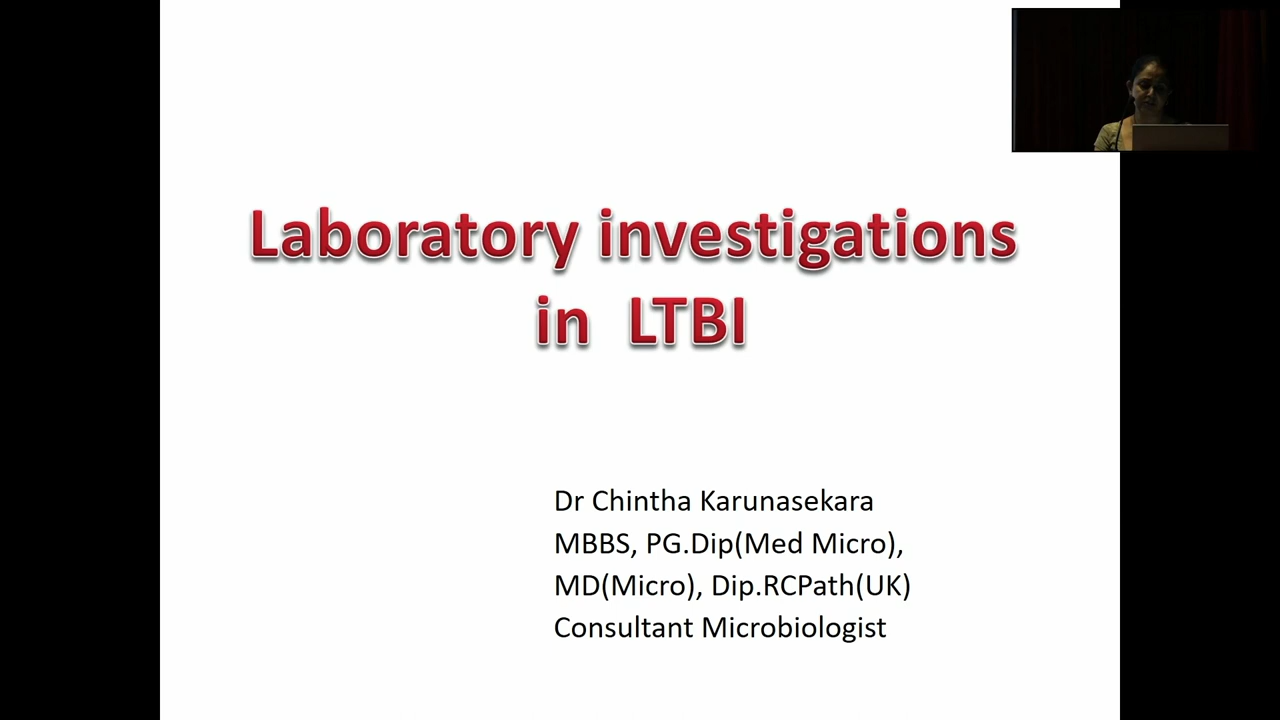 Laboratory investigations
in LTBI
Dr Chintha Karunasekara
MBBS, PG.Dip(Med Micro),
MD(Micro), Dip.RCPath(UK)
Consultant Microbiologist